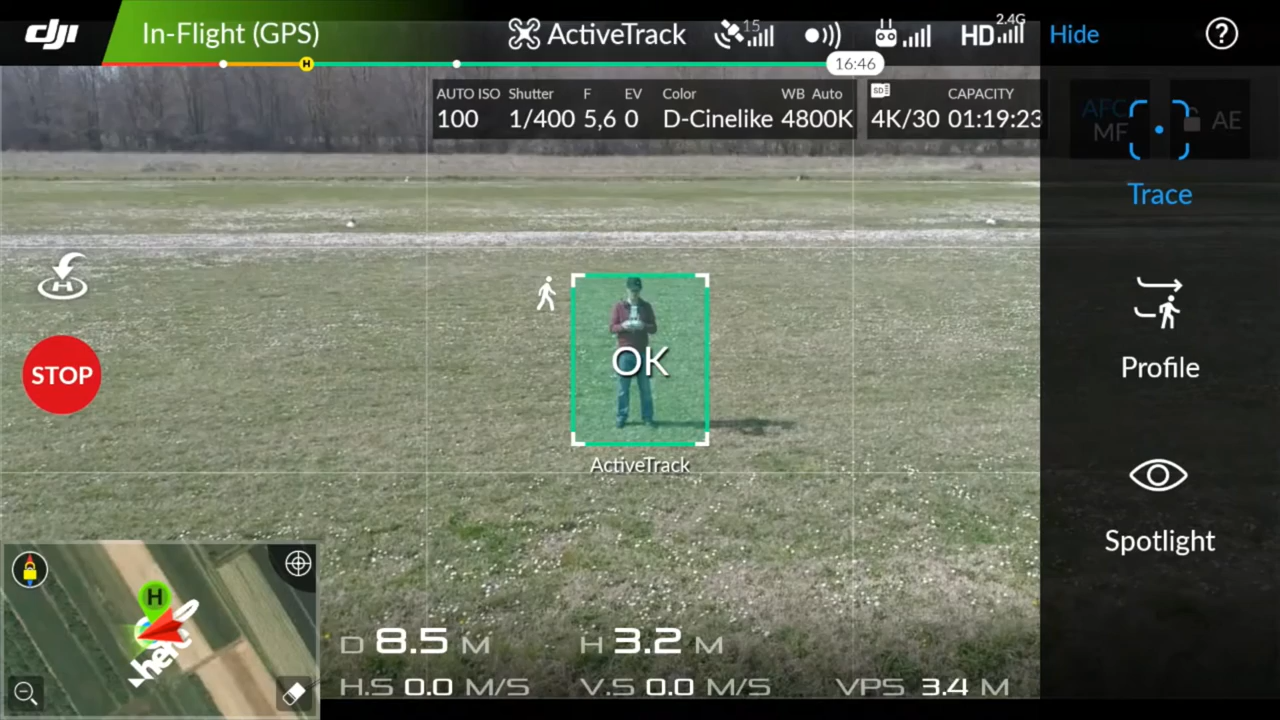 dji In-Flight (GPS) ActiveTrack 15 HD 2.4G Hide ?
H 16:46
AUTO ISO Shutter F EV Color WB Auto SD CAPACITY
100 1/400 5,6 0 D-Cinelike 4800K 4K/30 01:19:23
AFC
MF
AE
Trace
H
STOP
OK
Profile
ActiveTrack
Spotlight
H
D 8.5 M H 3.2 M
H.S 0.0 M/S V.S 0.0 M/S VPS 3.4 M